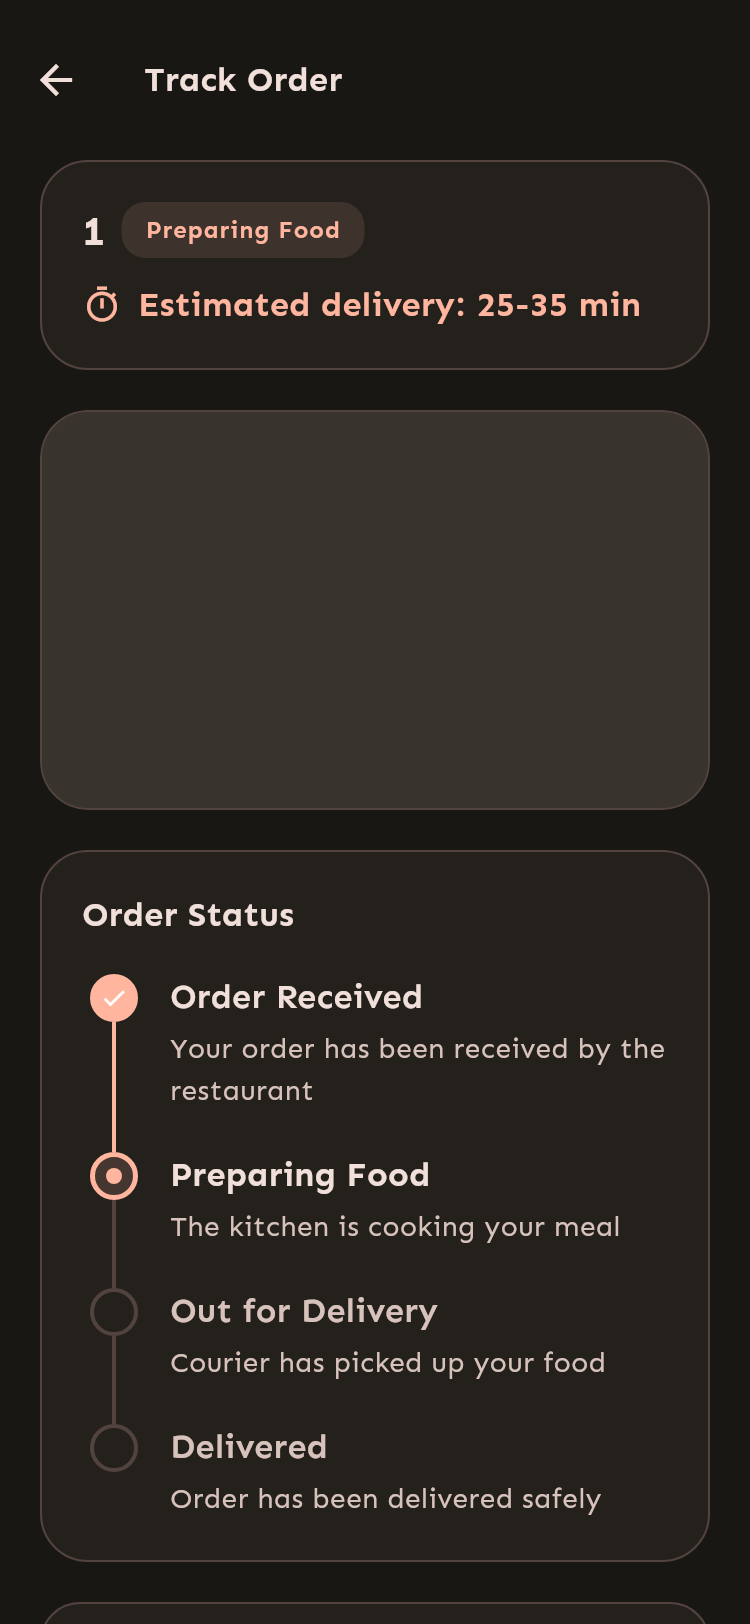 Track Order
1 Preparing Food
Estimated delivery: 25-35 min
Order Status
Order Received
Your order has been received by the
restaurant
Preparing Food
The kitchen is cooking your meal
Out for Delivery
Courier has picked up your food
Delivered
Order has been delivered safely